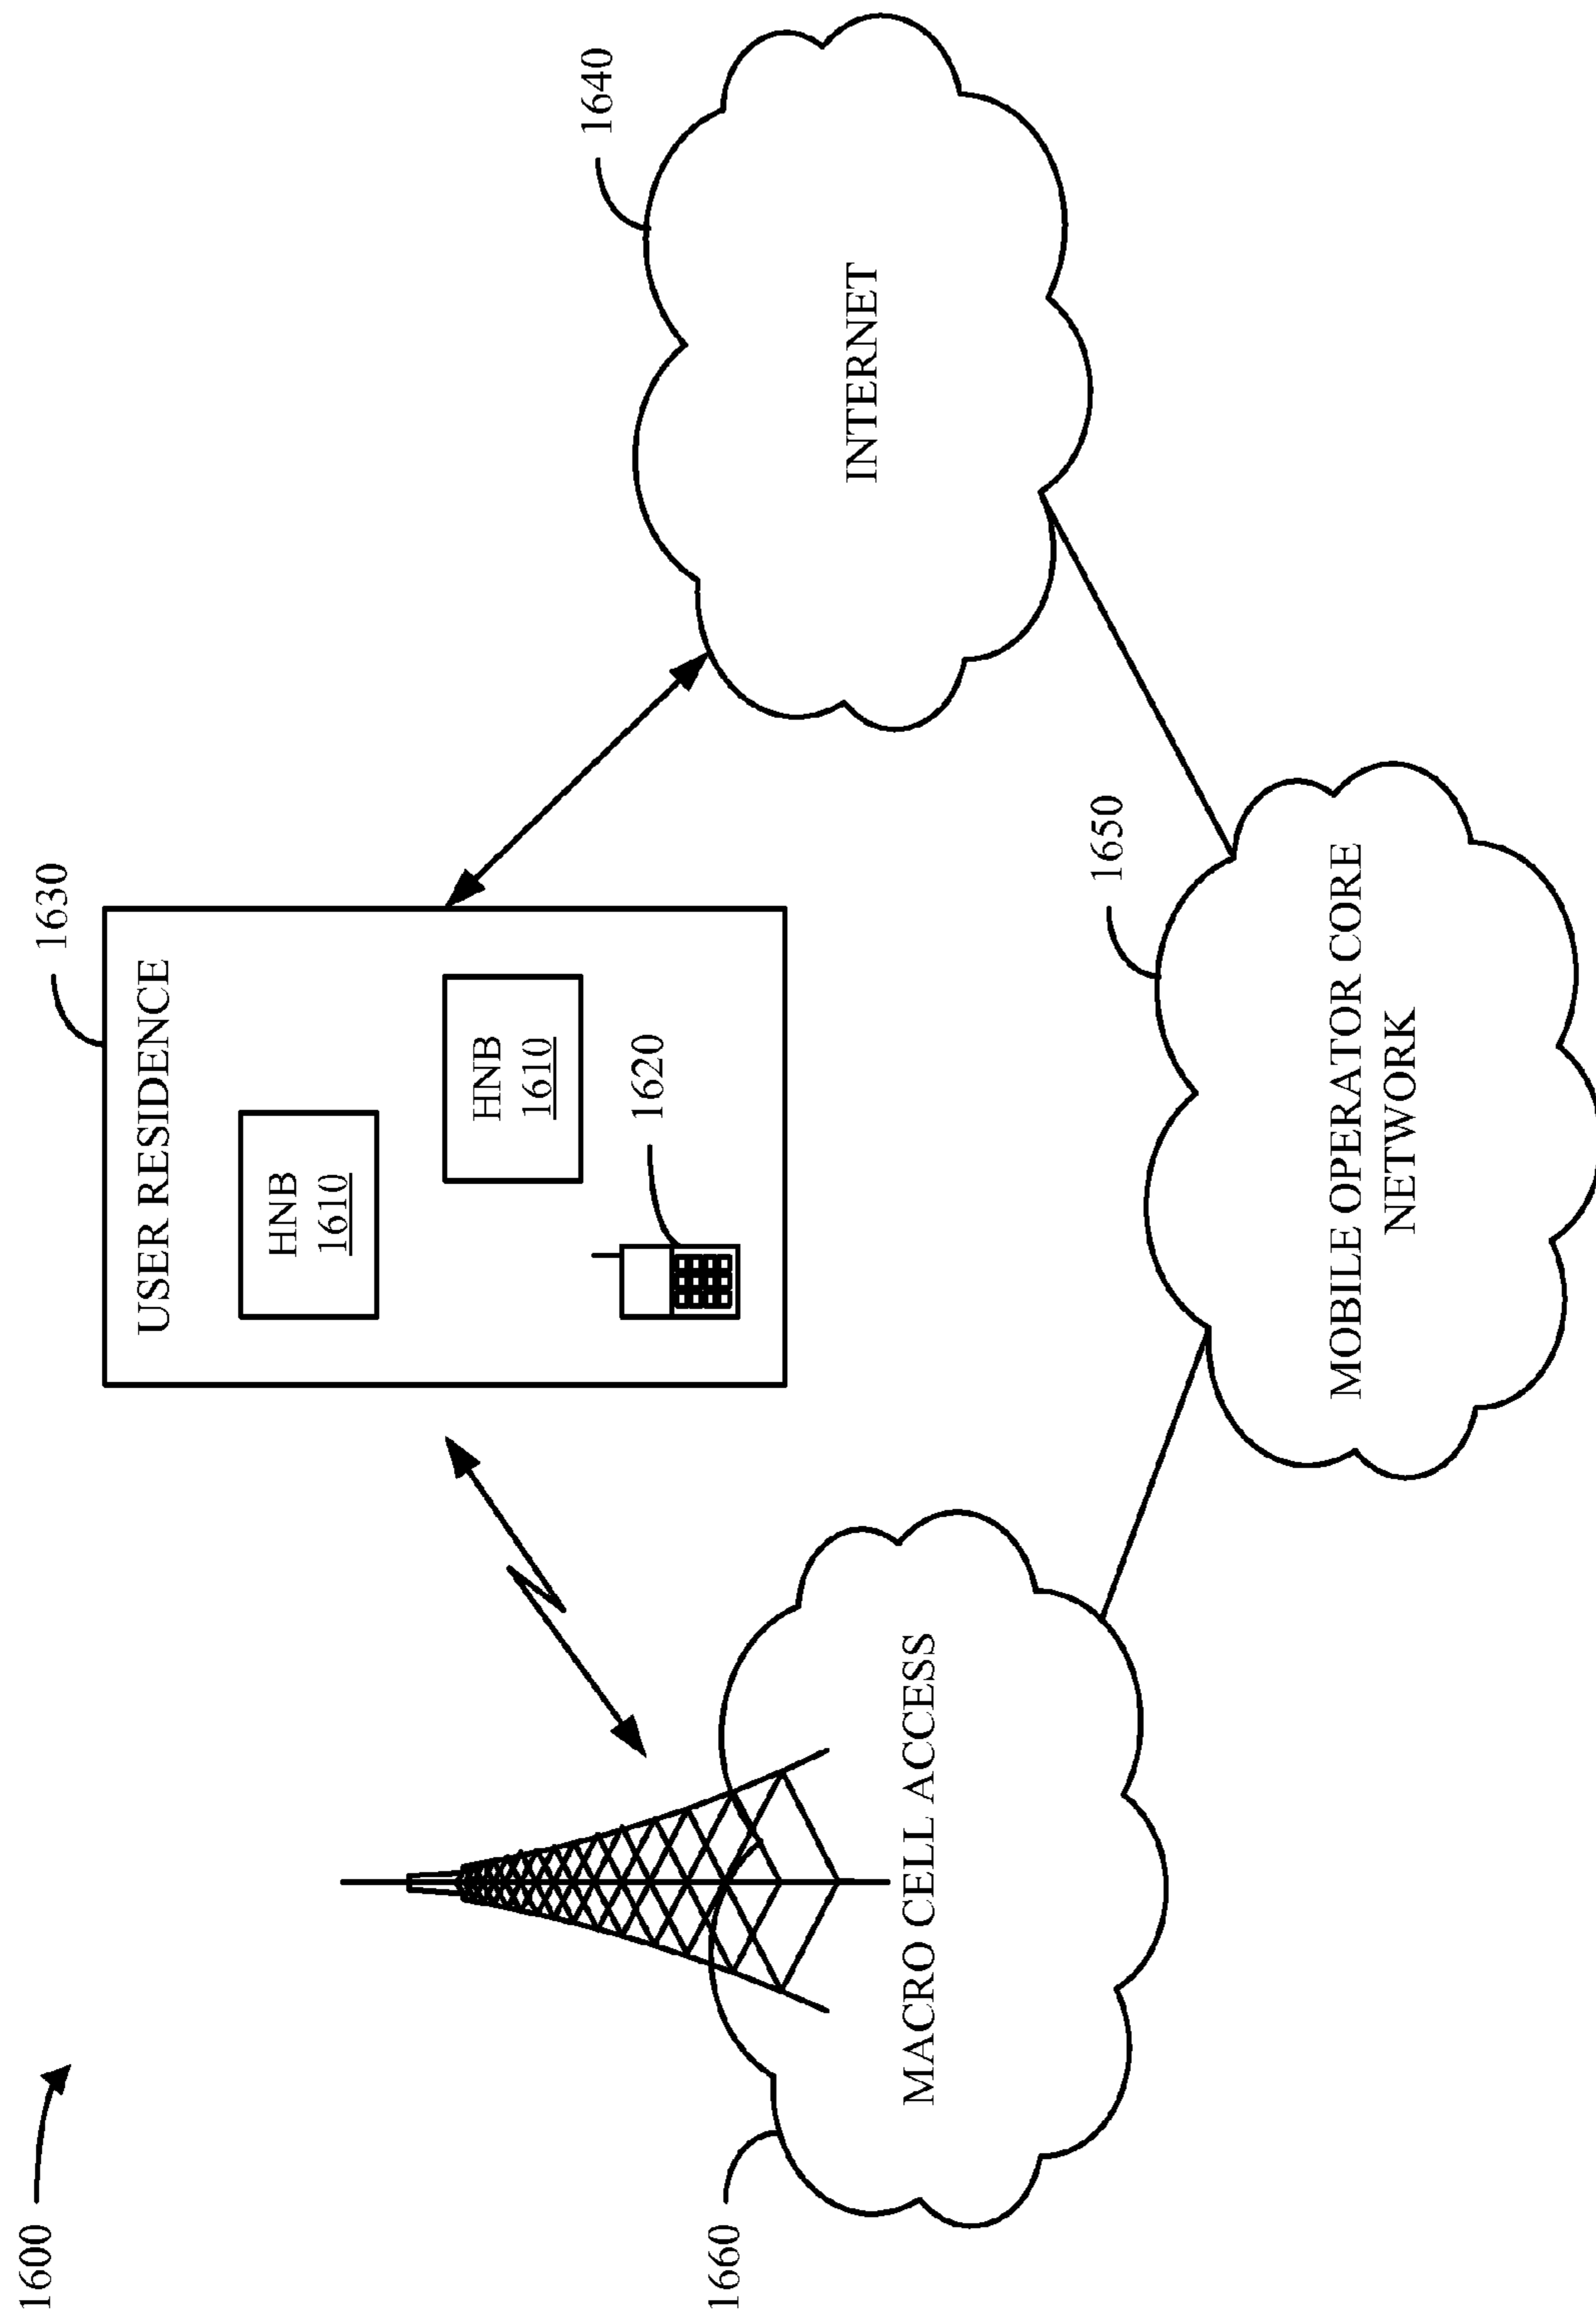 1600
1630
USER RESIDENCE
HNB
1610
HNB
1610
1620
1640
INTERNET
1660
MACRO CELL ACCESS
1650
MOBILE OPERATOR CORE
NETWORK